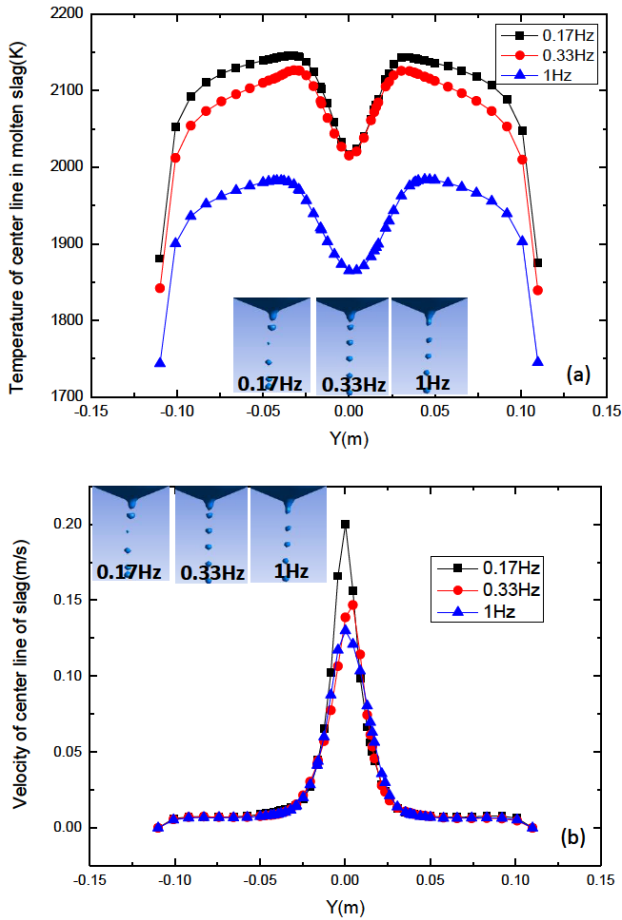 Temperature of center line in molten slag(K)
2200
2100
2000
1900
1800
1700
0.17Hz
0.33Hz
1Hz
0.17Hz
0.33Hz
1Hz
(a)
-0.15
-0.10
-0.05
0.00
0.05
0.10
0.15
Y(m)
Velocity of center line of slag(m/s)
0.20
0.15
0.10
0.05
0.00
0.17Hz
0.33Hz
1Hz
0.17Hz
0.33Hz
1Hz
(b)
-0.15
-0.10
-0.05
0.00
0.05
0.10
0.15
Y(m)